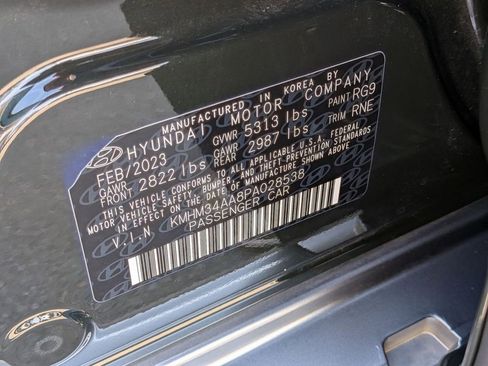 MANUFACTURED IN KOREA BY
HYUNDAI MOTOR COMPANY
FEB/2023 GVWR 5313 lbs PAINT RG9
GAWR FRONT 2822 lbs GAWR REAR 2987 lbs TRIM RNE
THIS VEHICLE CONFORMS TO ALL APPLICABLE U.S.A. FEDERAL
MOTOR VEHICLE SAFETY, BUMPER, AND THEFT PREVENTION STANDARDS
IN EFFECT ON THE DATE OF MANUFACTURE SHOWN ABOVE.
V.I.N. KMHM34AA8PA028538
PASSENGER CAR